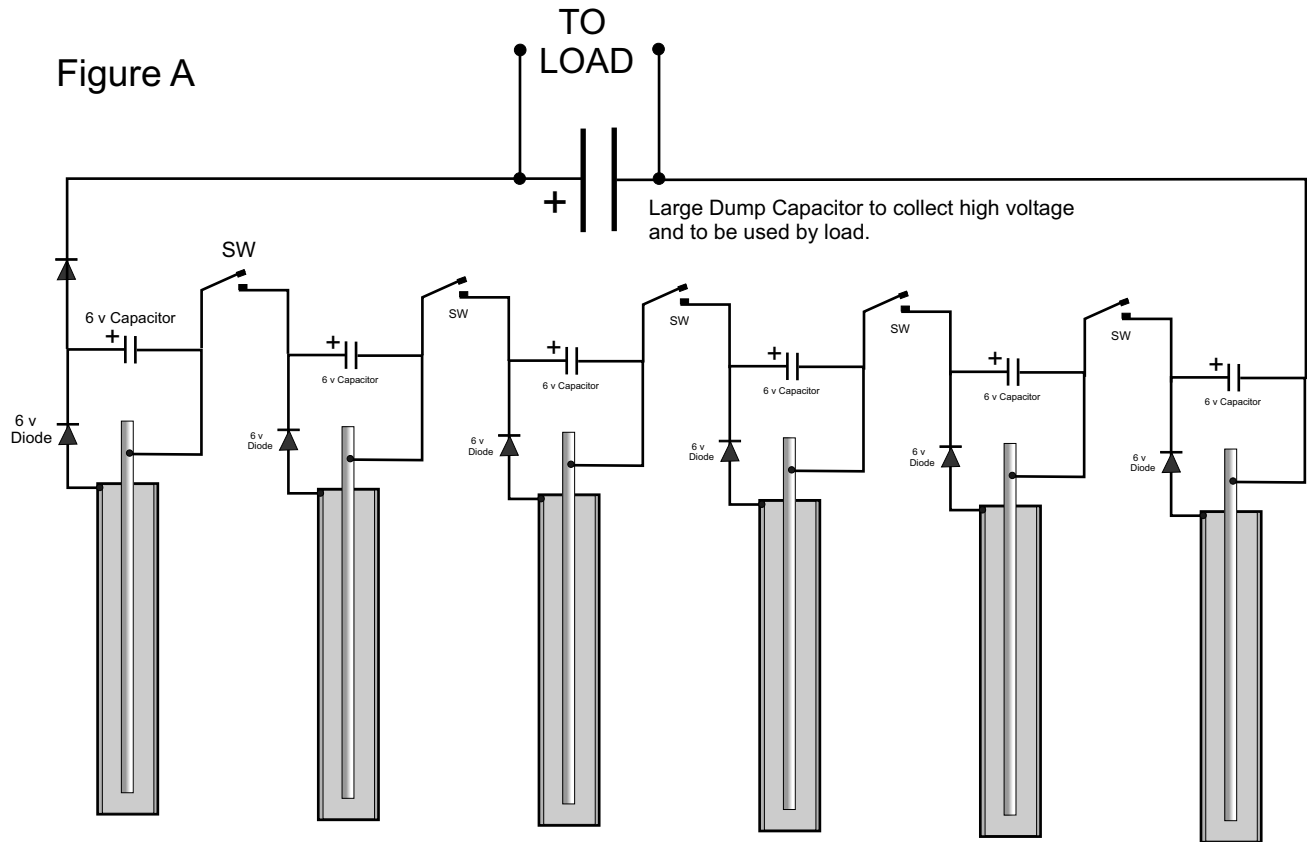 Figure A
TO
LOAD
+
Large Dump Capacitor to collect high voltage
and to be used by load.
SW
SW
SW
SW
SW
6 v Capacitor
+
+
6 v Capacitor
+
6 v Capacitor
+
6 v Capacitor
+
6 v Capacitor
+
6 v Capacitor
6 v
Diode
6 v
Diode
6 v
Diode
6 v
Diode
6 v
Diode
6 v
Diode